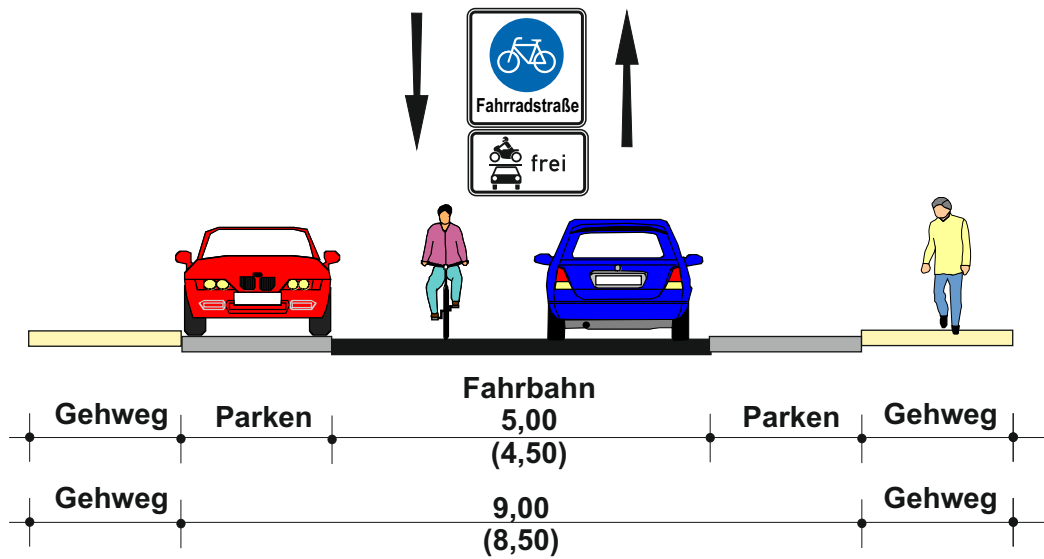 Fahrradstraße
frei
Fahrbahn
Gehweg Parken 5,00 Parken Gehweg
(4,50)
Gehweg 9,00 Gehweg
(8,50)